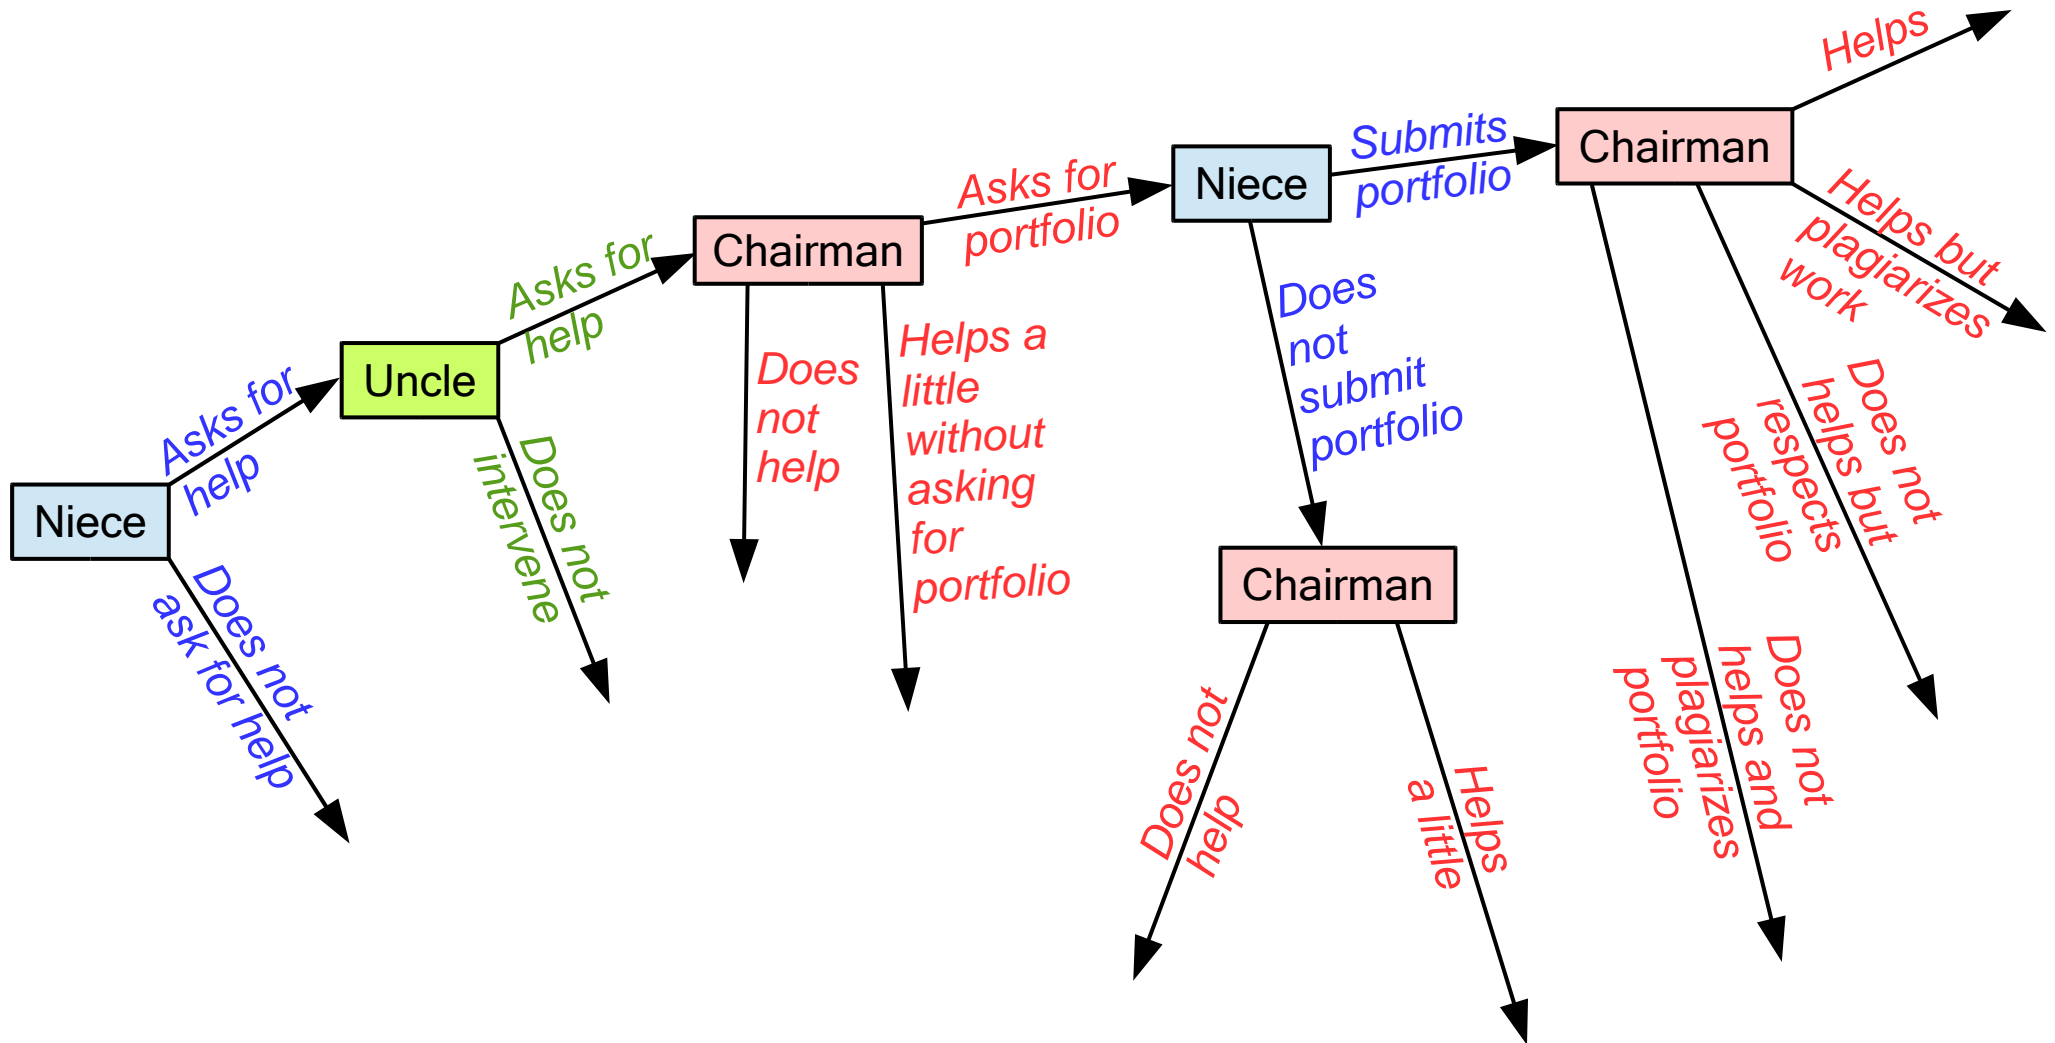 Niece
Asks for
help
Does not
ask for help
Uncle
Asks for
help
Does not
intervene
Chairman
Asks for
portfolio
Does
not
help
Helps a
little
without
asking
for
portfolio
Niece
Submits
portfolio
Does
not
submit
portfolio
Chairman
Does not
help
Helps
a little
Chairman
Helps
Helps but
plagiarizes
work
Does not
helps but
respects
portfolio
Does not
helps and
plagiarizes
portfolio